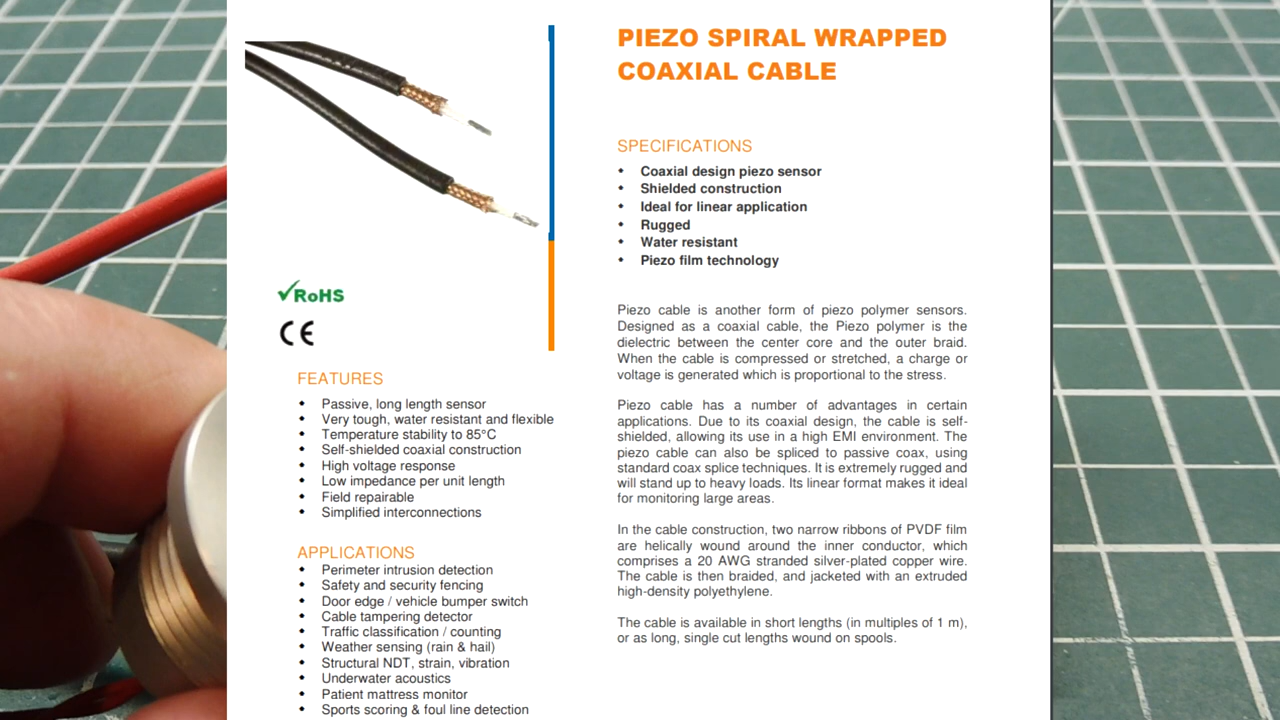 PIEZO SPIRAL WRAPPED
COAXIAL CABLE
SPECIFICATIONS
Coaxial design piezo sensor
Shielded construction
Ideal for linear application
Rugged
Water resistant
Piezo film technology
Piezo cable is another form of piezo polymer sensors.
Designed as a coaxial cable, the Piezo polymer is the
dielectric between the center core and the outer braid.
When the cable is compressed or stretched, a charge or
voltage is generated which is proportional to the stress.
Piezo cable has a number of advantages in certain
applications. Due to its coaxial design, the cable is self-
shielded, allowing its use in a high EMI environment. The
piezo cable can also be spliced to passive coax, using
standard coax splice techniques. It is extremely rugged and
will stand up to heavy loads. Its linear format makes it ideal
for monitoring large areas.
In the cable construction, two narrow ribbons of PVDF film
are helically wound around the inner conductor, which
comprises a 20 AWG stranded silver-plated copper wire.
The cable is then braided, and jacketed with an extruded
high-density polyethylene.
The cable is available in short lengths (in multiples of 1 m),
or as long, single cut lengths wound on spools.
RoHS
CE
FEATURES
Passive, long length sensor
Very tough, water resistant and flexible
Temperature stability to 85°C
Self-shielded coaxial construction
High voltage response
Low impedance per unit length
Field repairable
Simplified interconnections
APPLICATIONS
Perimeter intrusion detection
Safety and security fencing
Door edge / vehicle bumper switch
Cable tampering detector
Traffic classification / counting
Weather sensing (rain & hail)
Structural NDT, strain, vibration
Underwater acoustics
Patient mattress monitor
Sports scoring & foul line detection